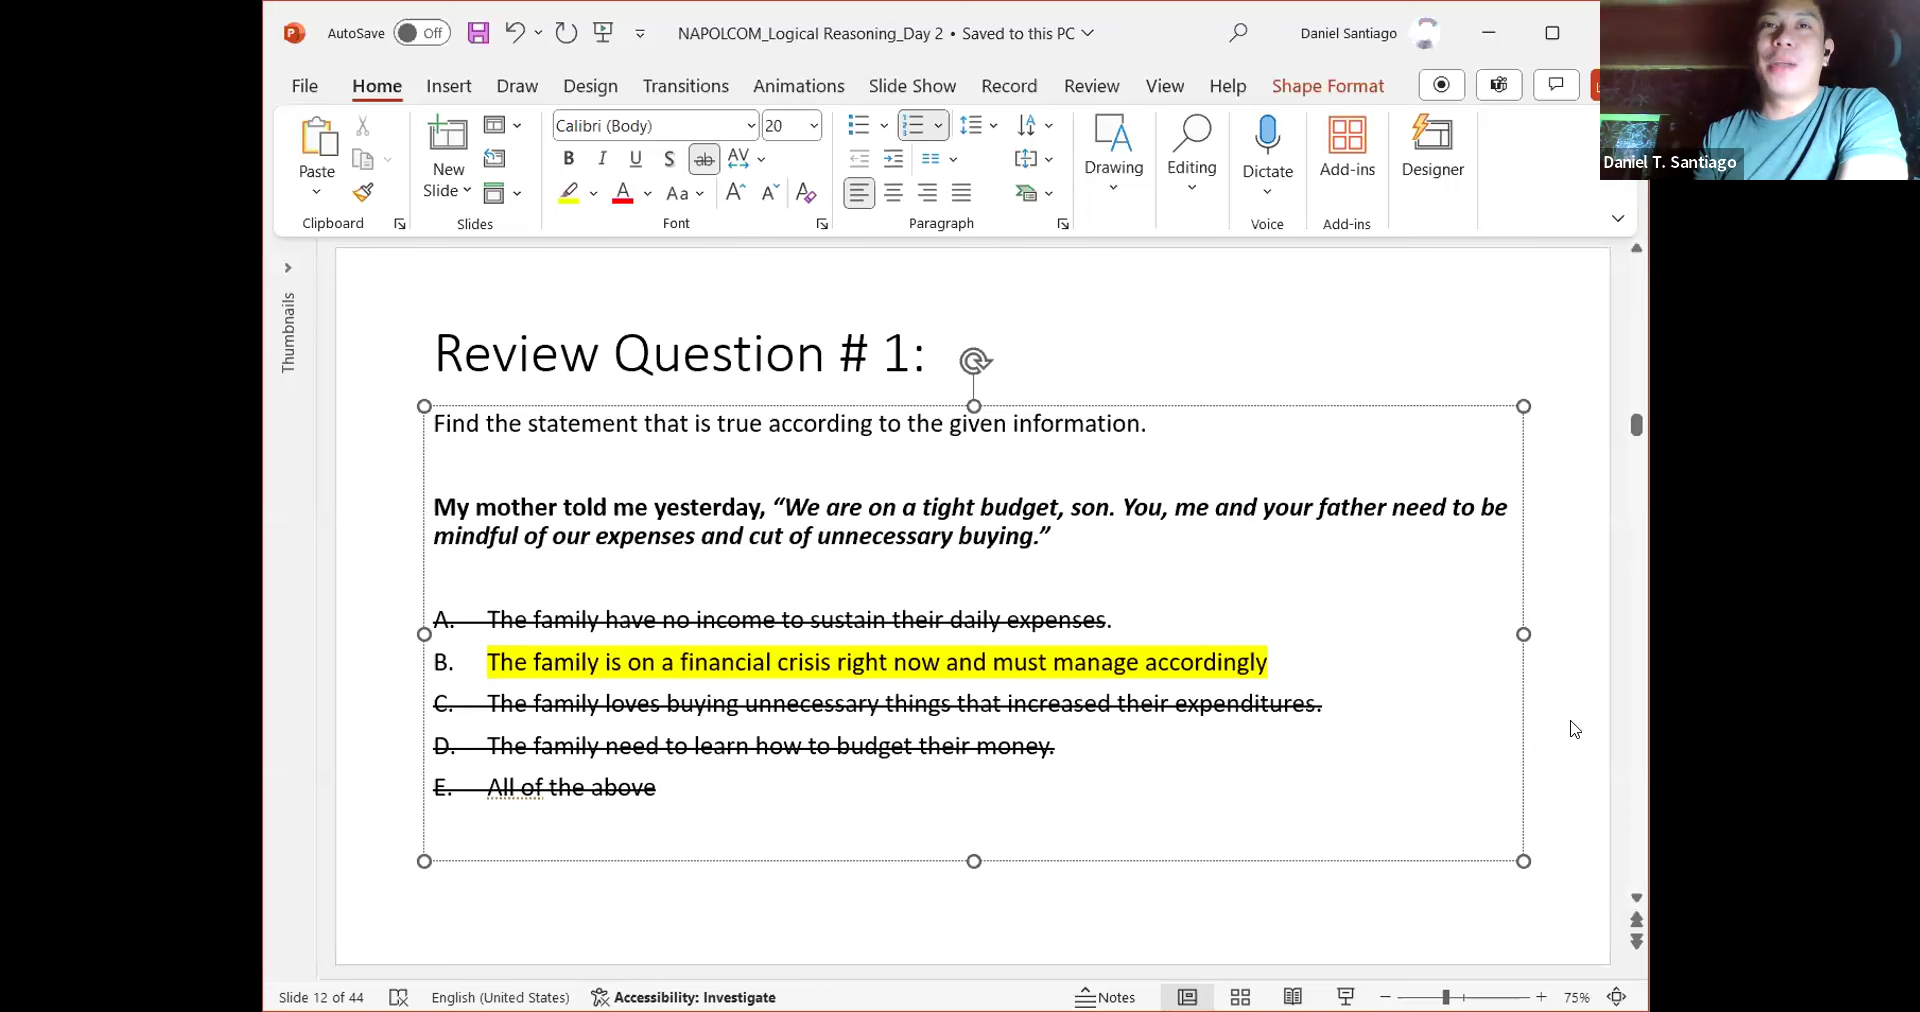 AutoSave Off NAPOLCOM_Logical Reasoning_Day 2 • Saved to this PC Daniel Santiago
File Home Insert Draw Design Transitions Animations Slide Show Record Review View Help Shape Format
Daniel T. Santiago
Paste
Clipboard
New
Slide
Slides
Calibri (Body) 20
B I U S ab AV
A Aa A A A
Font
Paragraph
Drawing
Editing
Dictate
Voice
Add-ins
Add-ins
Designer
Thumbnails
Review Question # 1:
Find the statement that is true according to the given information.
My mother told me yesterday, “We are on a tight budget, son. You, me and your father need to be
mindful of our expenses and cut of unnecessary buying.”
A. The family have no income to sustain their daily expenses.
B. The family is on a financial crisis right now and must manage accordingly
C. The family loves buying unnecessary things that increased their expenditures.
D. The family need to learn how to budget their money.
E. All of the above
Slide 12 of 44 English (United States) Accessibility: Investigate Notes 75%